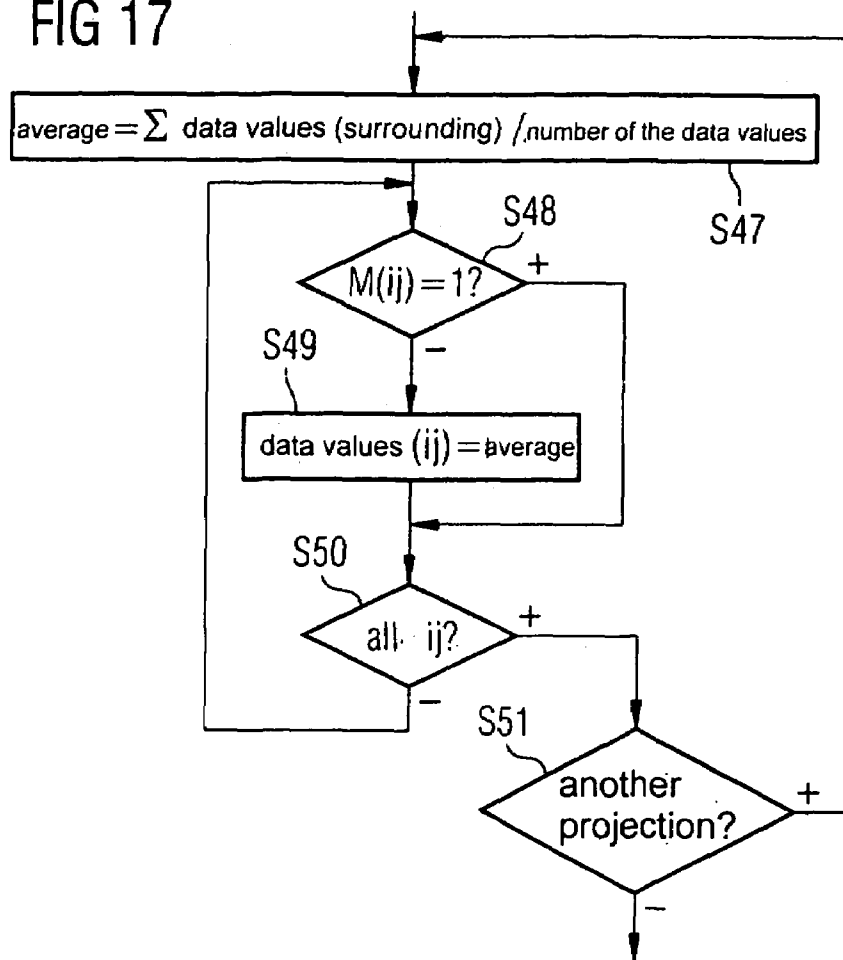 FIG 17
average = Σ data values (surrounding) / number of the data values
S47
S48
M(ij) = 1?
+
−
S49
data values (ij) = average
S50
all ij?
+
−
S51
another
projection?
+
−